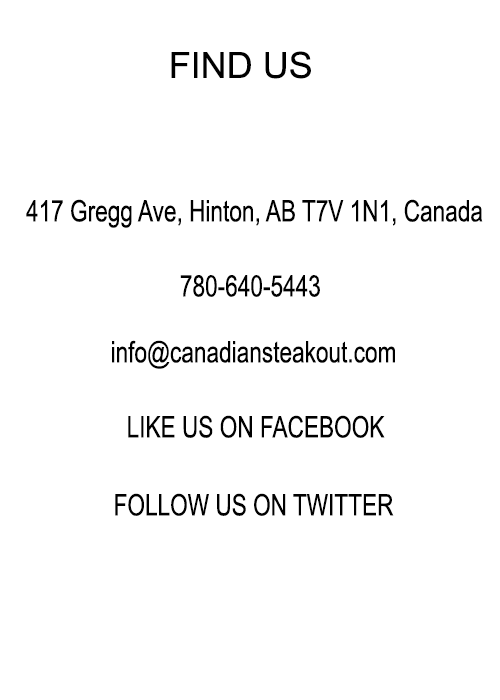 FIND US
417 Gregg Ave, Hinton, AB T7V 1N1, Canada
780-640-5443
info@canadiansteakout.com
LIKE US ON FACEBOOK
FOLLOW US ON TWITTER